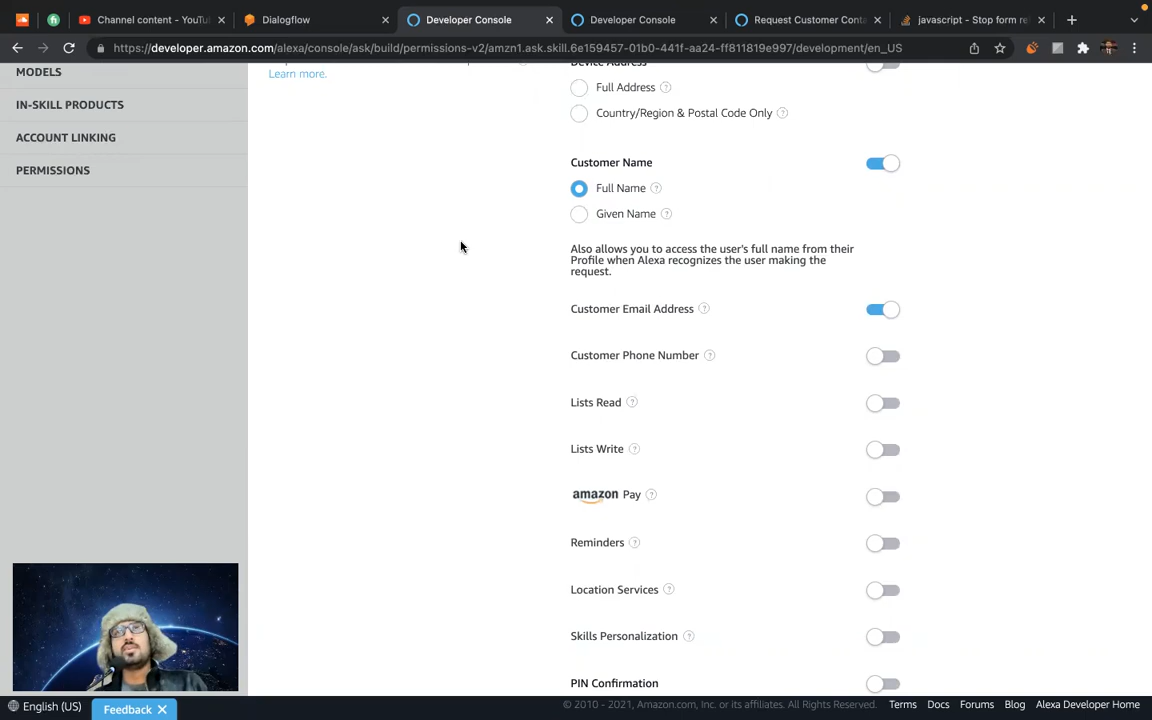 Channel content - YouTu
Dialogflow
Developer Console
Developer Console
Request Customer Conta
javascript - Stop form re
https://developer.amazon.com/alexa/console/ask/build/permissions-v2/amzn1.ask.skill.6e159457-01b0-441f-aa24-ff811819e997/development/en_US
MODELS
IN-SKILL PRODUCTS
ACCOUNT LINKING
PERMISSIONS
Learn more.
Device Address
Full Address
Country/Region & Postal Code Only
Customer Name
Full Name
Given Name
Also allows you to access the user's full name from their
Profile when Alexa recognizes the user making the
request.
Customer Email Address
Customer Phone Number
Lists Read
Lists Write
amazon Pay
Reminders
Location Services
Skills Personalization
PIN Confirmation
English (US)
Feedback
© 2010 - 2021, Amazon.com, Inc. or its affiliates. All Rights Reserved.
Terms
Docs
Forums
Blog
Alexa Developer Home